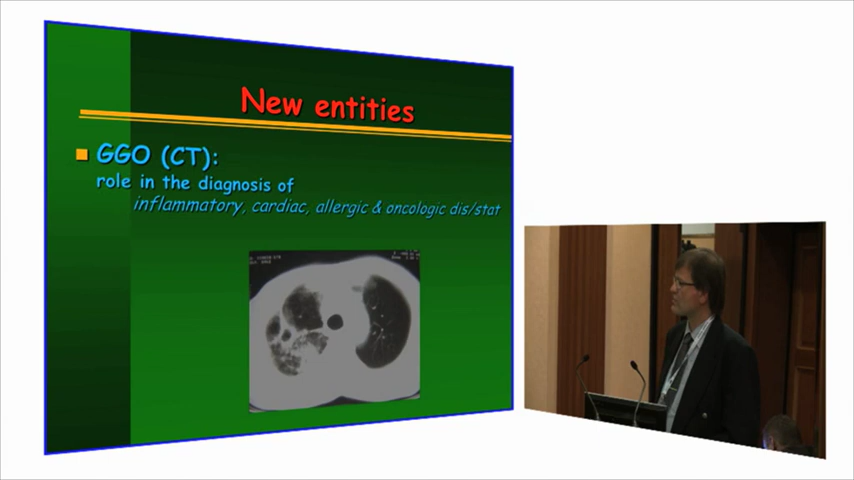 New entities
GGO (CT):
role in the diagnosis of
inflammatory, cardiac, allergic & oncologic dis/stat